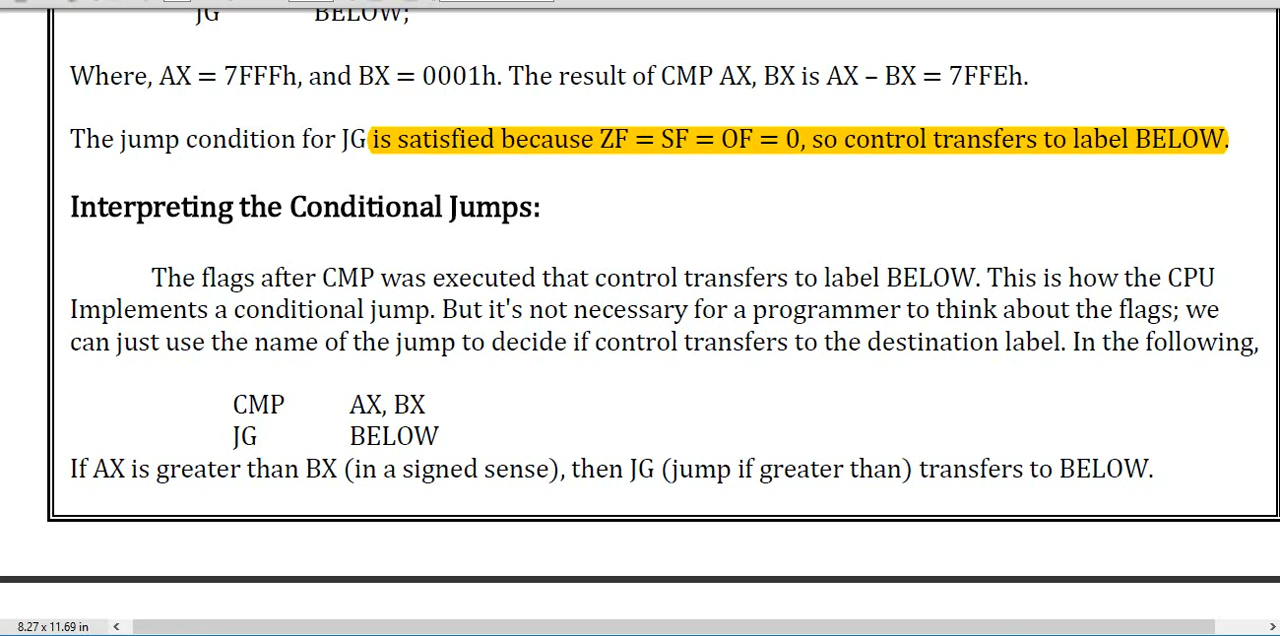 JG BELOW;
Where, AX = 7FFFh, and BX = 0001h. The result of CMP AX, BX is AX – BX = 7FFEh.
The jump condition for JG is satisfied because ZF = SF = OF = 0, so control transfers to label BELOW.
Interpreting the Conditional Jumps:
The flags after CMP was executed that control transfers to label BELOW. This is how the CPU
Implements a conditional jump. But it's not necessary for a programmer to think about the flags; we
can just use the name of the jump to decide if control transfers to the destination label. In the following,
CMP AX, BX
JG BELOW
If AX is greater than BX (in a signed sense), then JG (jump if greater than) transfers to BELOW.
8.27 x 11.69 in